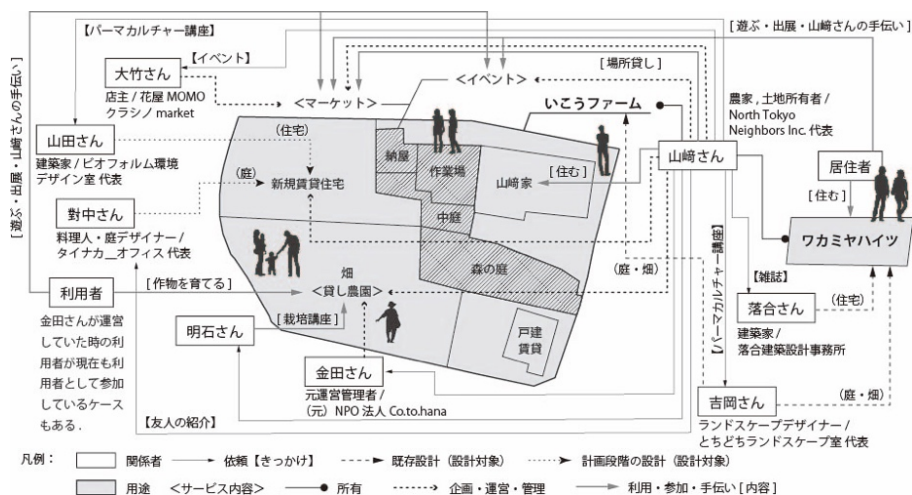 【パーマカルチャー講座】
[ 遊ぶ・出展・山﨑さんの手伝い ]
大竹さん
【イベント】
店主 / 花屋 MOMO
クラシノ market
<マーケット>
<イベント>
[ 場所貸し ]
いこうファーム
農家 , 土地所有者 /
North Tokyo
Neighbors Inc. 代表
[ 遊ぶ・出展・山﨑さんの手伝い ]
山田さん
建築家 / ビオフォルム環境
デザイン室 代表
（住宅）
（庭）
納屋
作業場
中庭
新規賃貸住宅
山﨑家
[ 住む ]
山﨑さん
居住者
[ 住む ]
對中さん
料理人・庭デザイナー /
タイナカ＿オフィス 代表
森の庭
（庭・畑）
【パーマカルチャー講座】
【雑誌】
ワカミヤハイツ
利用者
[ 作物を育てる ]
畑
<貸し農園>
明石さん
[ 栽培講座 ]
戸建
賃貸
落合さん
（住宅）
建築家 /
落合建築設計事務所
金田さんが運営
していた時の利
用者が現在も利
用者として参加
しているケース
もある .
金田さん
元運営管理者 /
（元）NPO 法人 Co.to.hana
【友人の紹介】
吉岡さん
（庭・畑）
ランドスケープデザイナー /
とちどちランドスケープ室 代表
凡例：
関係者
依頼【きっかけ】
既存設計（設計対象）
計画段階の設計（設計対象）
用途
<サービス内容>
所有
企画・運営・管理
利用・参加・手伝い [ 内容 ]